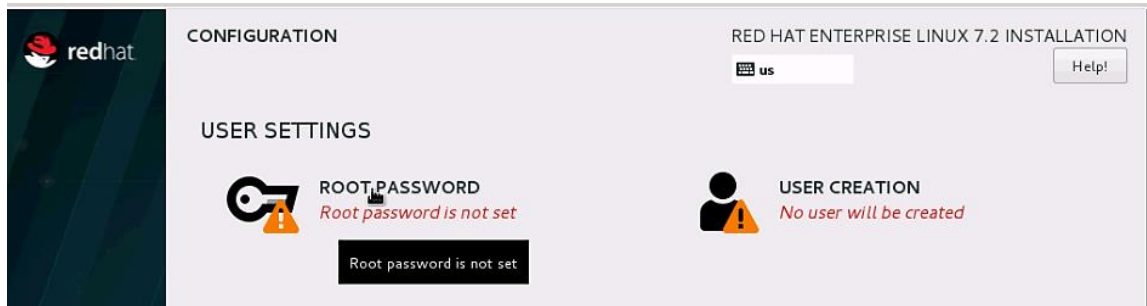 redhat
CONFIGURATION
RED HAT ENTERPRISE LINUX 7.2 INSTALLATION
us
Help!
USER SETTINGS
ROOT PASSWORD
Root password is not set
USER CREATION
No user will be created
Root password is not set